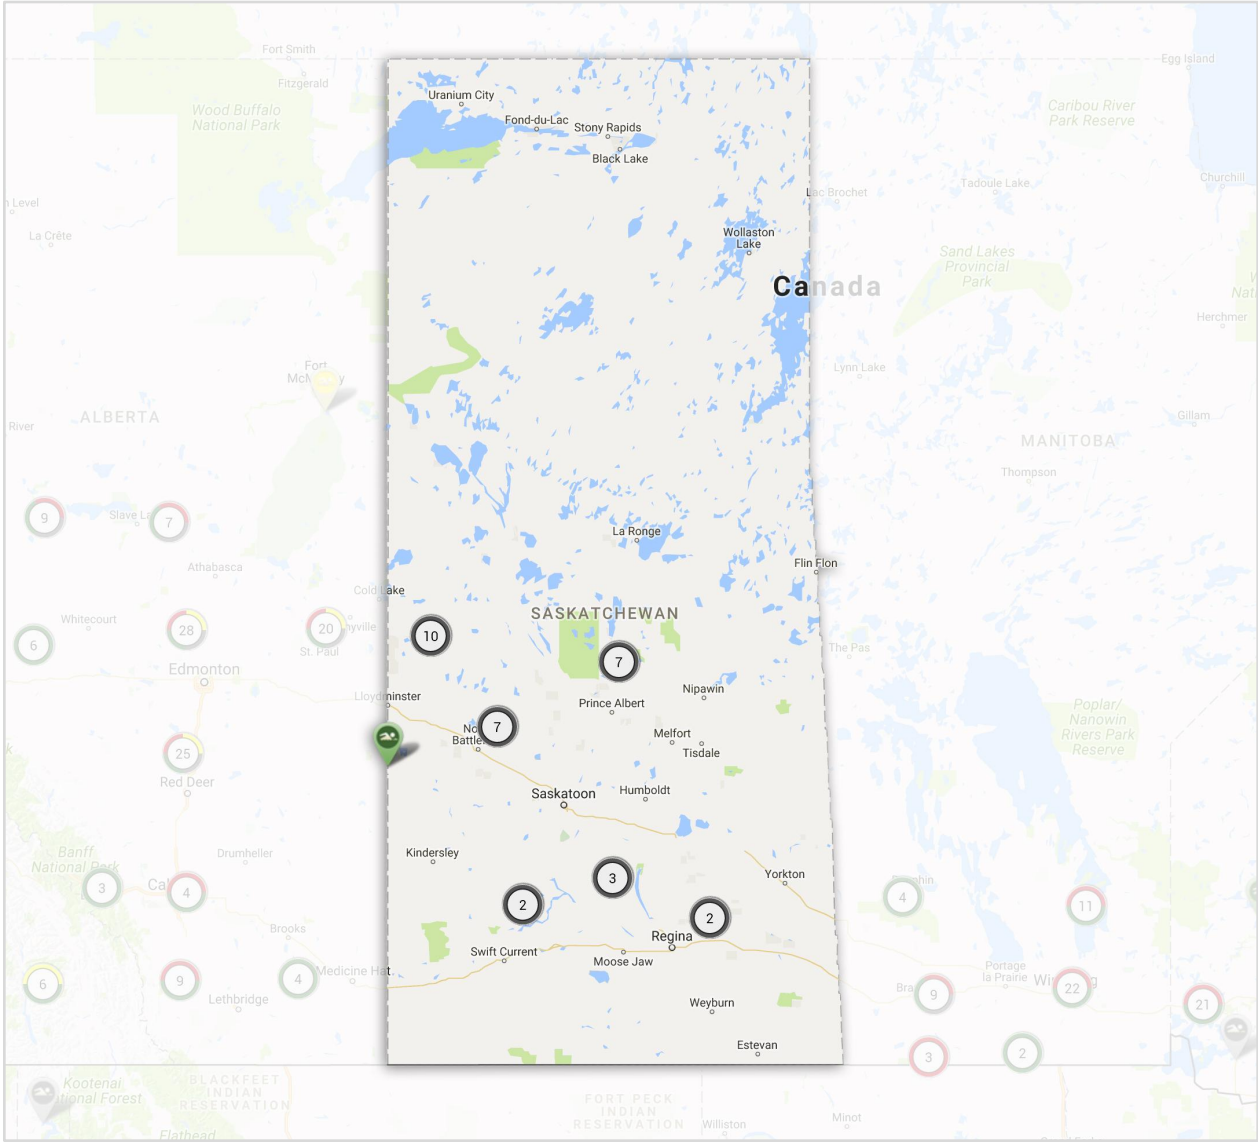 Egg Island
Fort Smith
Fitzgerald
Uranium City
Wood Buffalo
National Park
Caribou River
Park Reserve
Fond-du-Lac
Stony Rapids
Black Lake
Churchill
Tadoule Lake
Lac Brochet
Level
La Crête
Wollaston
Lake
Sand Lakes
Provincial
Park
Canada
Herchmer
Fort
Lynn Lake
ALBERTA
River
Gillam
MANITOBA
Thompson
9
7
Slave
La Ronge
Flin Flon
Athabasca
Cold Lake
SASKATCHEWAN
Whitecourt
28
20
St. Paul
10
6
The Pas
7
Edmonton
Lloydminster
Nipawin
Prince Albert
Poplar/
Nanowin
Rivers Park
Reserve
7
Melfort
Tisdale
25
Red Deer
Saskatoon
Humboldt
Banff
National Park
Drumheller
Kindersley
Yorkton
3
4
3
2
2
4
11
Regina
Brooks
Swift Current
Moose Jaw
Medicine Hat
6
9
4
Lethbridge
Portage
la Prairie
9
22
21
Weyburn
Estevan
3
2
Kootenai
National Forest
BLACKFEET
INDIAN
RESERVATION
FORT PECK
INDIAN
RESERVATION
Williston
Minot
Flathead